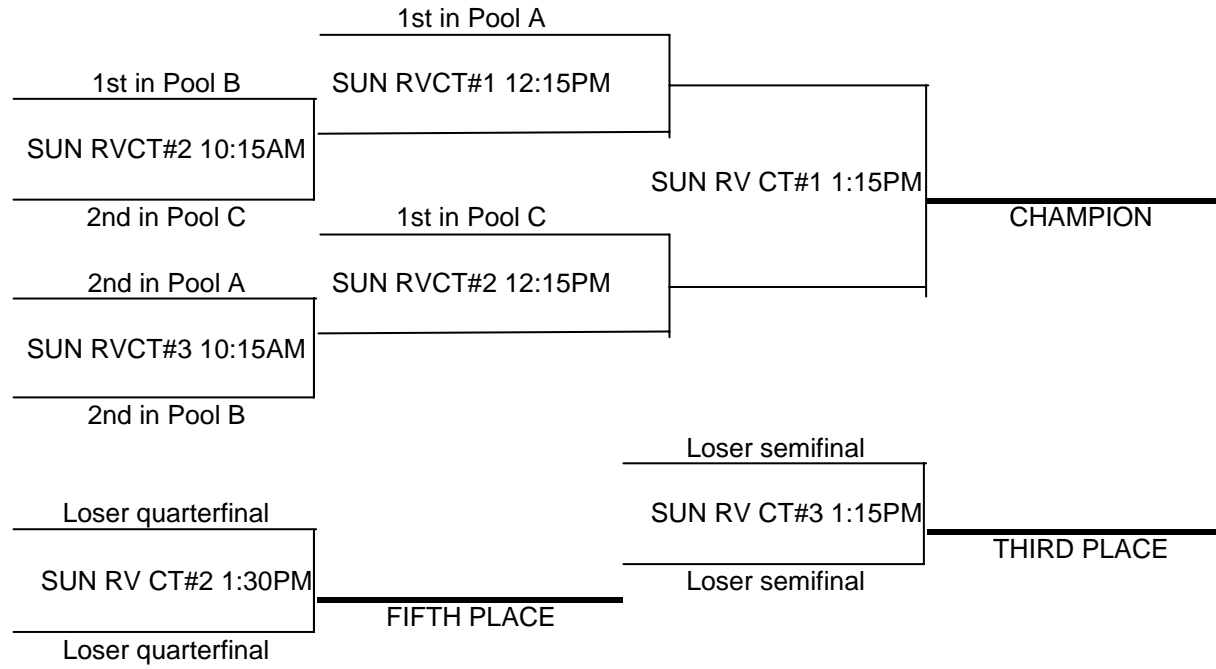 1st in Pool A
1st in Pool B
SUN RVCT#1 12:15PM
SUN RVCT#2 10:15AM
SUN RV CT#1 1:15PM
2nd in Pool C
1st in Pool C
CHAMPION
2nd in Pool A
SUN RVCT#2 12:15PM
SUN RVCT#3 10:15AM
2nd in Pool B
Loser semifinal
Loser quarterfinal
SUN RV CT#3 1:15PM
THIRD PLACE
SUN RV CT#2 1:30PM
Loser semifinal
FIFTH PLACE
Loser quarterfinal